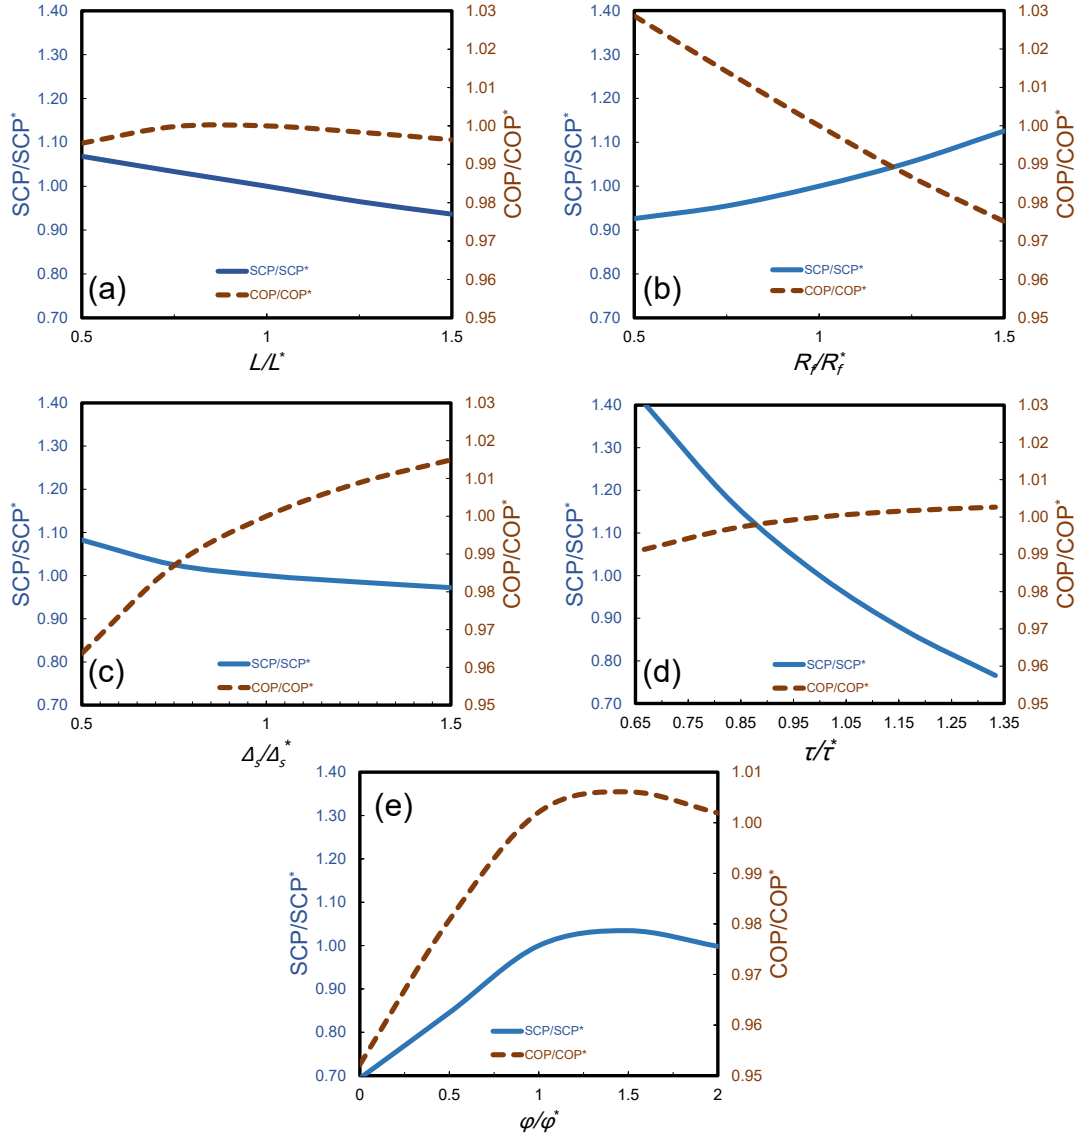 1.40
1.30
1.20
1.10
1.00
0.90
0.80
0.70
SCP/SCP*
1.03
1.02
1.01
1.00
0.99
0.98
0.97
0.96
0.95
COP/COP*
(a)
SCP/SCP*
COP/COP*
0.5 1 1.5
L/L*
1.40
1.30
1.20
1.10
1.00
0.90
0.80
0.70
SCP/SCP*
1.03
1.02
1.01
1.00
0.99
0.98
0.97
0.96
0.95
COP/COP*
(b)
SCP/SCP*
COP/COP*
0.5 1 1.5
R_f/R_f*
1.40
1.30
1.20
1.10
1.00
0.90
0.80
0.70
SCP/SCP*
1.03
1.02
1.01
1.00
0.99
0.98
0.97
0.96
0.95
COP/COP*
(c)
SCP/SCP*
COP/COP*
0.5 1 1.5
Δ_s/Δ_s*
1.40
1.30
1.20
1.10
1.00
0.90
0.80
0.70
SCP/SCP*
1.03
1.02
1.01
1.00
0.99
0.98
0.97
0.96
0.95
COP/COP*
(d)
SCP/SCP*
COP/COP*
0.65 0.75 0.85 0.95 1.05 1.15 1.25 1.35
τ/τ*
1.40
1.30
1.20
1.10
1.00
0.90
0.80
0.70
SCP/SCP*
1.01
1.00
0.99
0.98
0.97
0.96
0.95
COP/COP*
(e)
SCP/SCP*
COP/COP*
0 0.5 1 1.5 2
φ/φ*